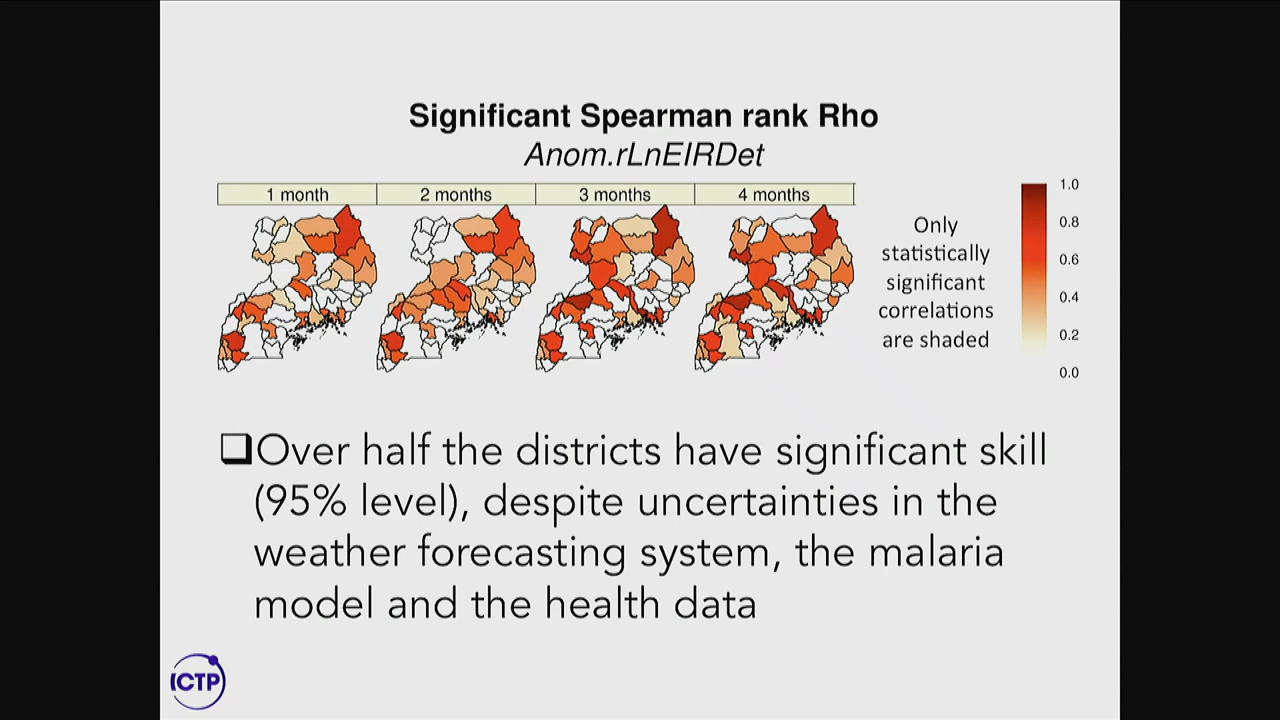 Significant Spearman rank Rho
Anom.rLnEIRDet
1 month
2 months
3 months
4 months
Only
statistically
significant
correlations
are shaded
1.0
0.8
0.6
0.4
0.2
0.0
❑Over half the districts have significant skill
(95% level), despite uncertainties in the
weather forecasting system, the malaria
model and the health data
ICTP